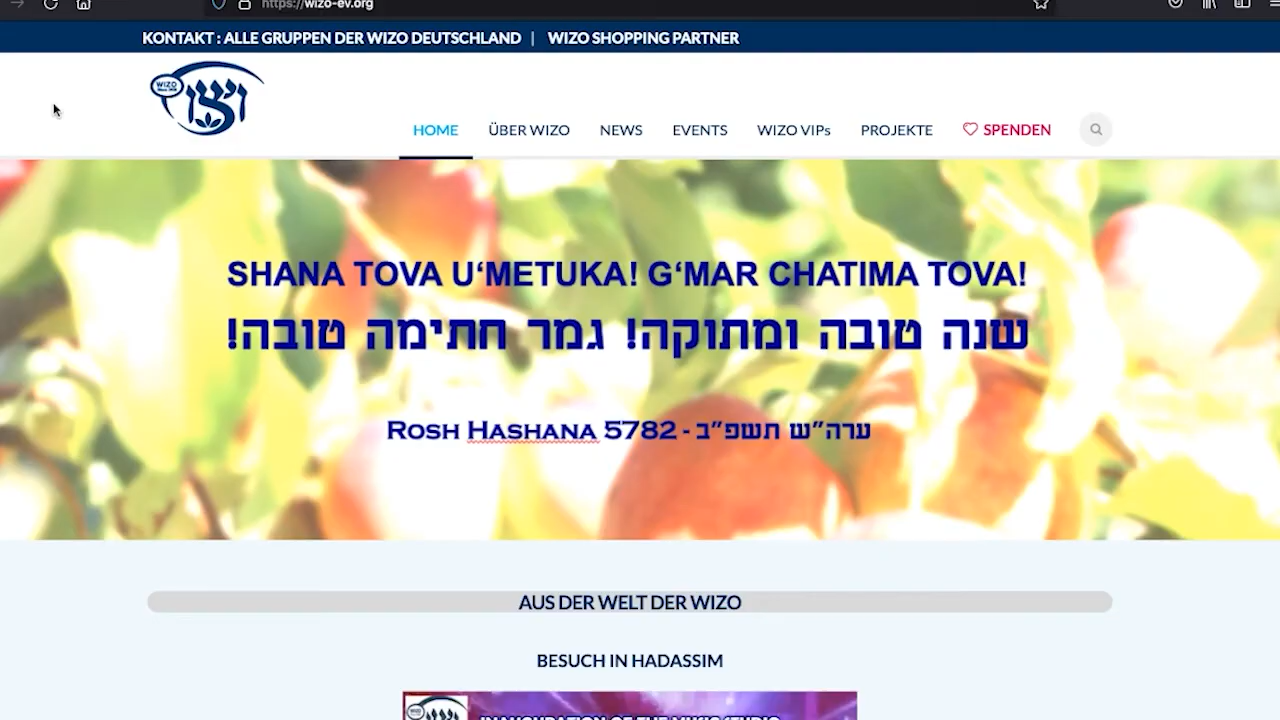 https://wizo-ev.org
KONTAKT : ALLE GRUPPEN DER WIZO DEUTSCHLAND | WIZO SHOPPING PARTNER
WIZO
ויצו
HOME ÜBER WIZO NEWS EVENTS WIZO VIPs PROJEKTE SPENDEN
SHANA TOVA U‘METUKA! G‘MAR CHATIMA TOVA!
שנה טובה ומתוקה! גמר חתימה טובה!
ROSH HASHANA 5782 - ערה”ש תשפ”ב
AUS DER WELT DER WIZO
BESUCH IN HADASSIM